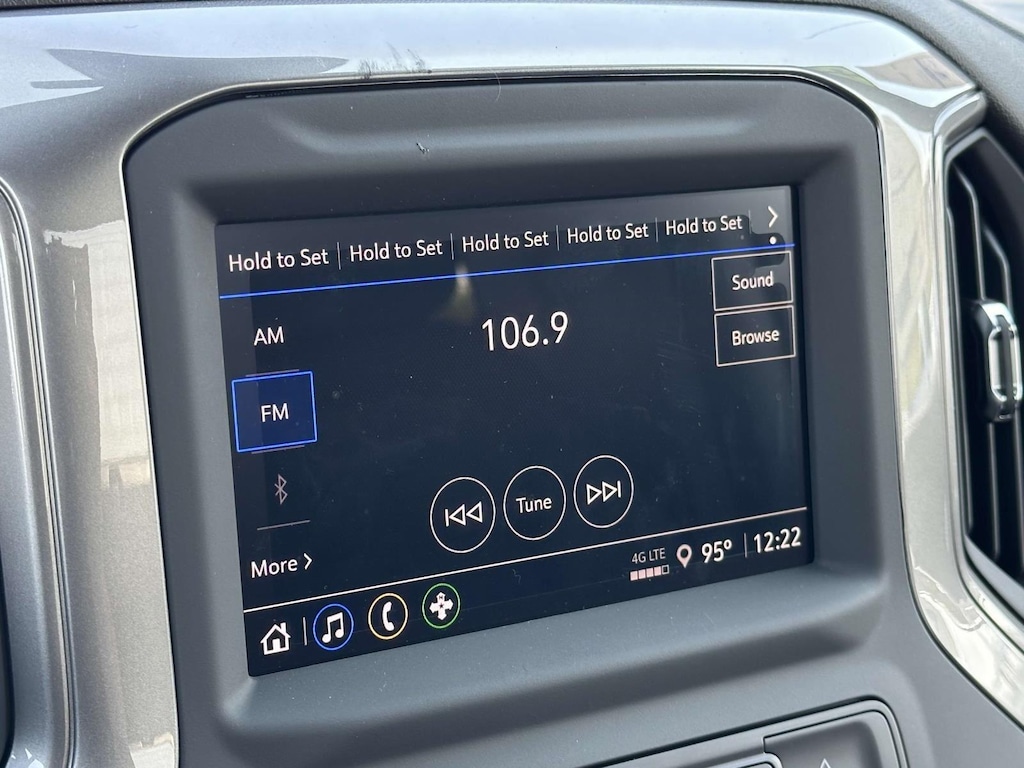 Hold to Set Hold to Set Hold to Set Hold to Set Hold to Set
Sound
AM 106.9
Browse
FM
Tune
More
4G LTE 95° 12:22